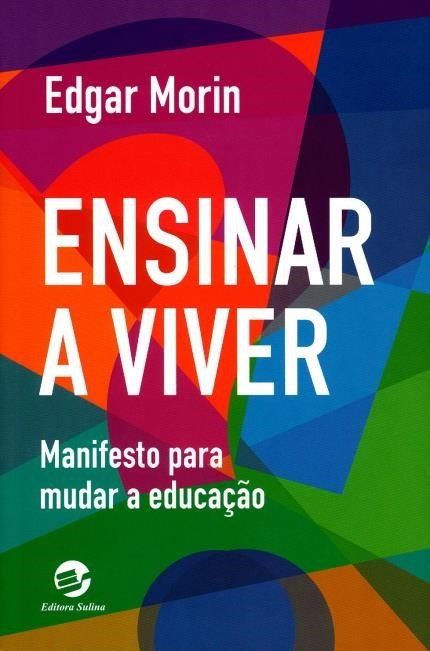 Edgar Morin
ENSINAR
A VIVER
Manifesto para
mudar a educação
Editora Sulina